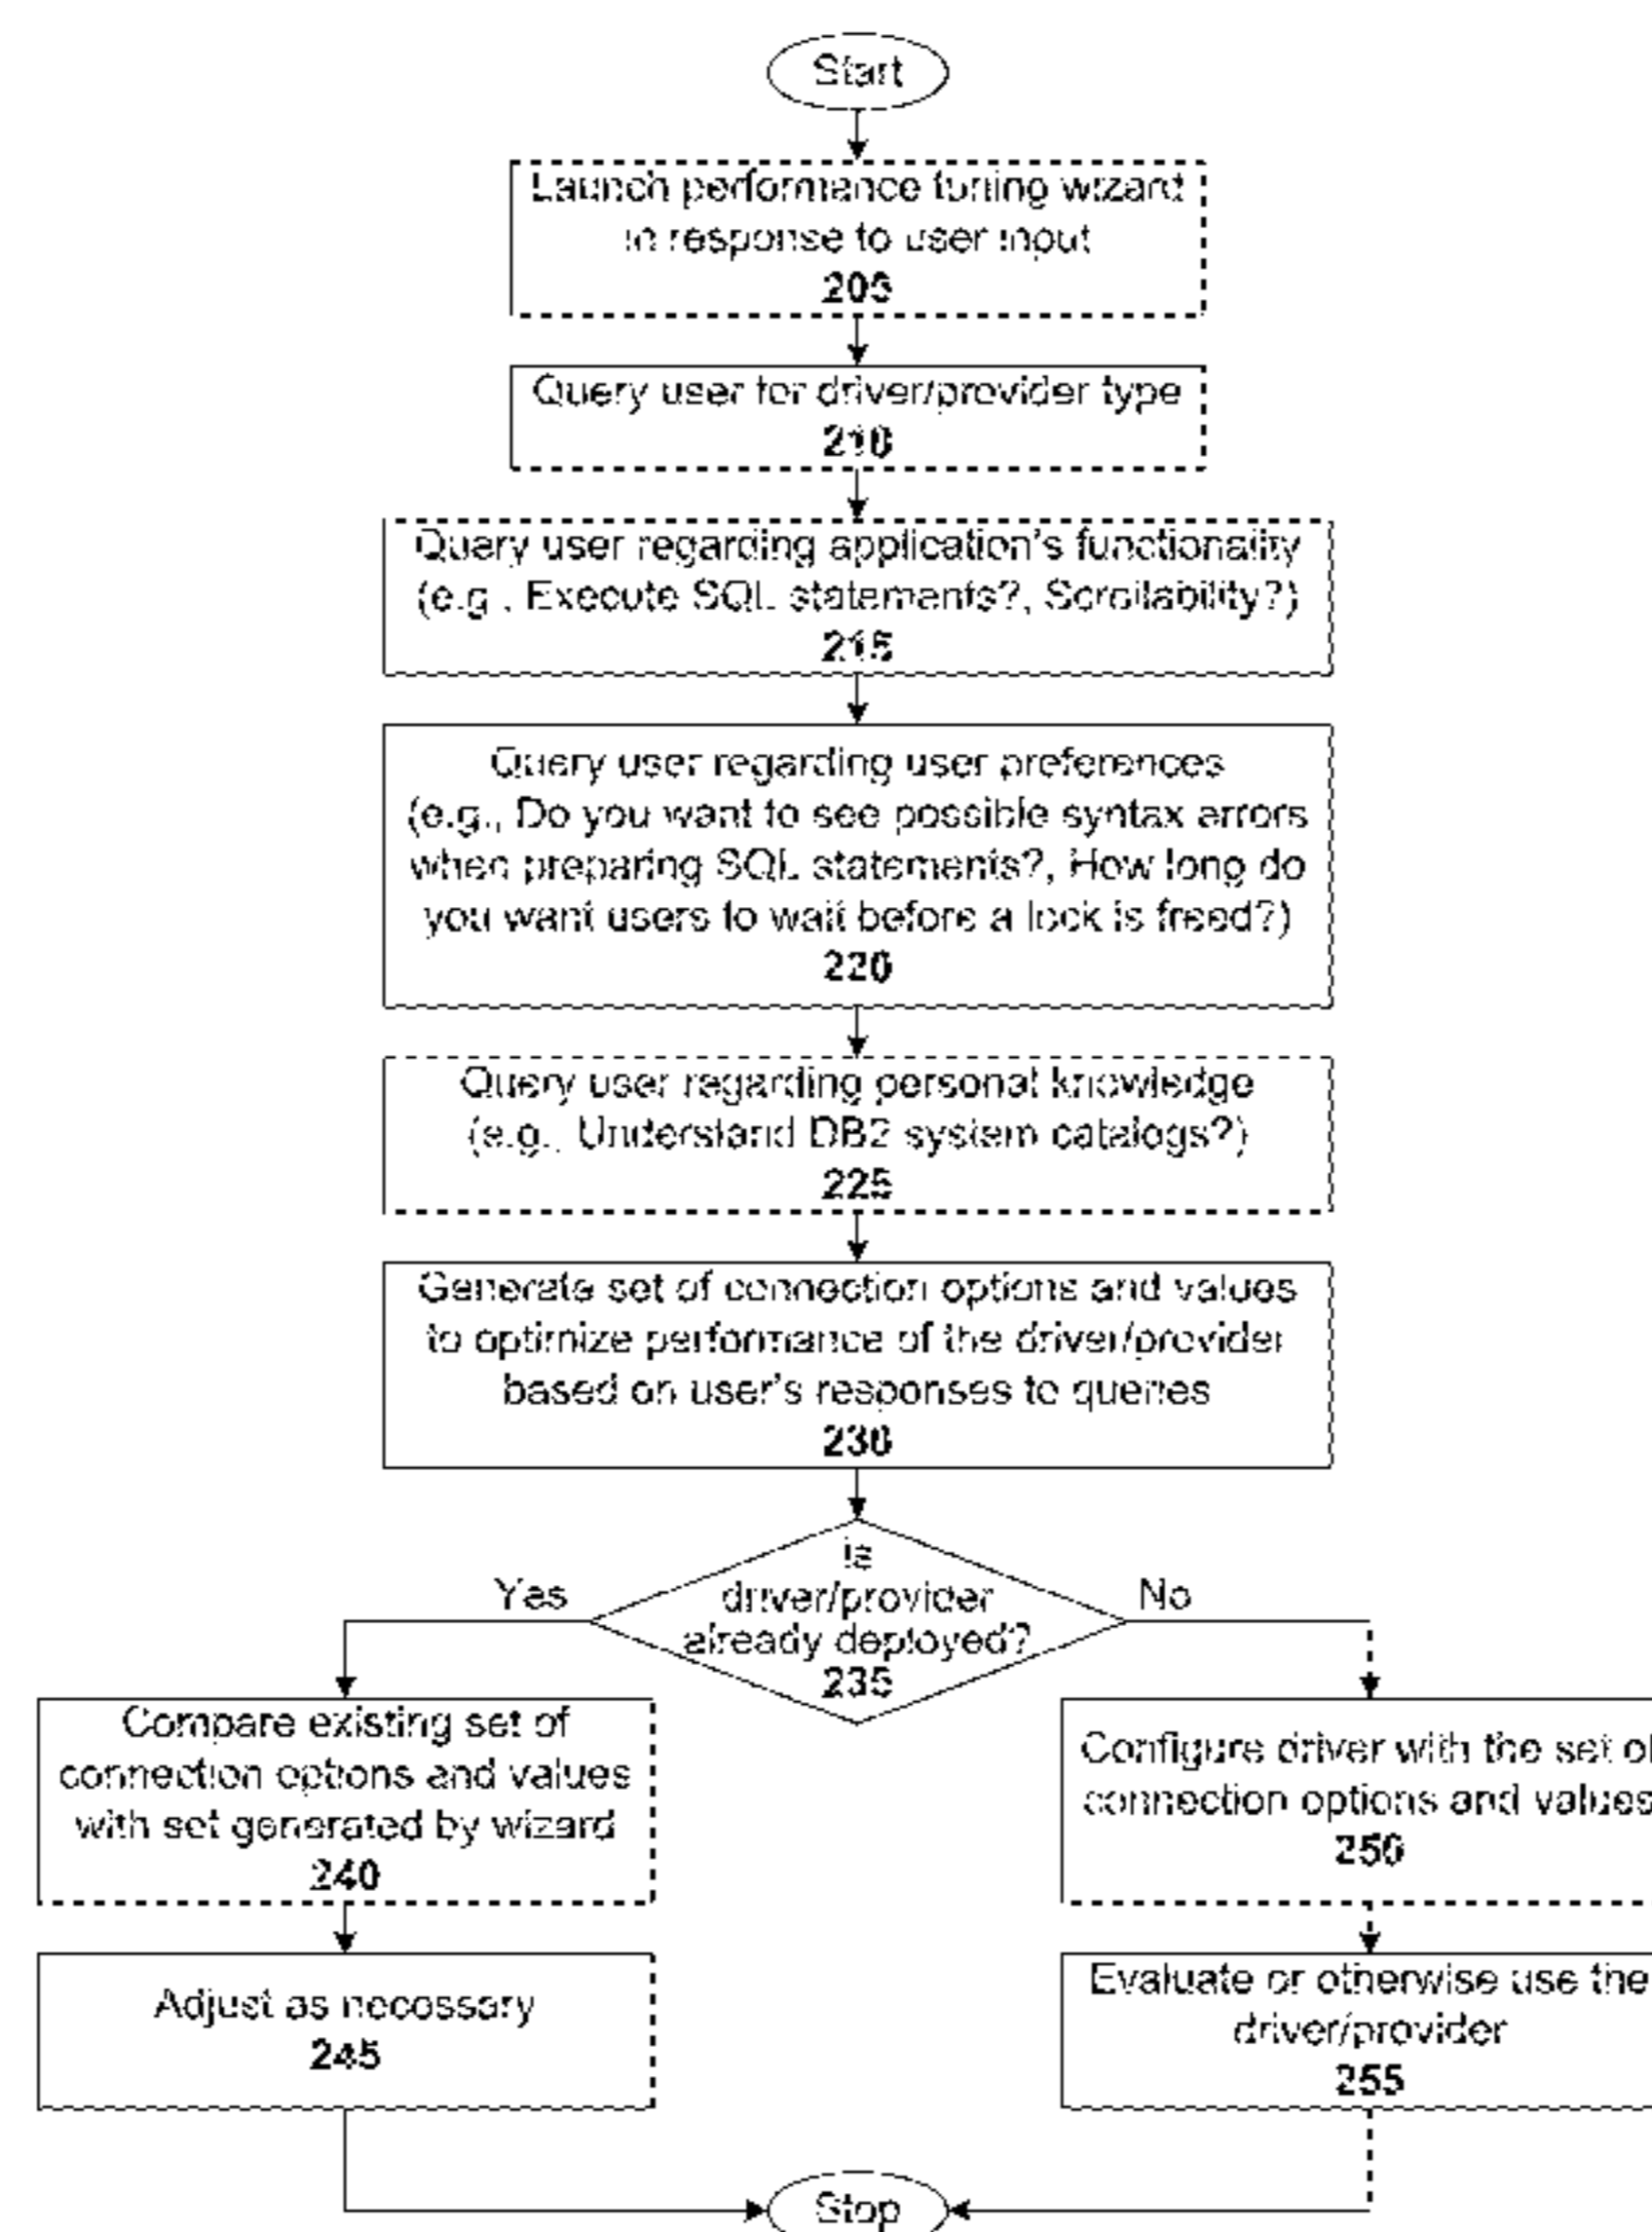 Start
Launch performance tuning wizard
in response to user input
205
Query user for driver/provider type
210
Query user regarding application's functionality
(e.g., Execute SQL statements?, Scrollability?)
215
Query user regarding user preferences
(e.g., Do you want to see possible syntax errors
when preparing SQL statements?, How long do
you want users to wait before a lock is freed?)
220
Query user regarding personal knowledge
(e.g., Understand DB2 system catalogs?)
225
Generate set of connection options and values
to optimize performance of the driver/provider
based on user's responses to queries
230
Is
driver/provider
already deployed?
235
Yes
No
Compare existing set of
connection options and values
with set generated by wizard
240
Configure driver with the set of
connection options and values
250
Adjust as necessary
245
Evaluate or otherwise use the
driver/provider
255
Stop